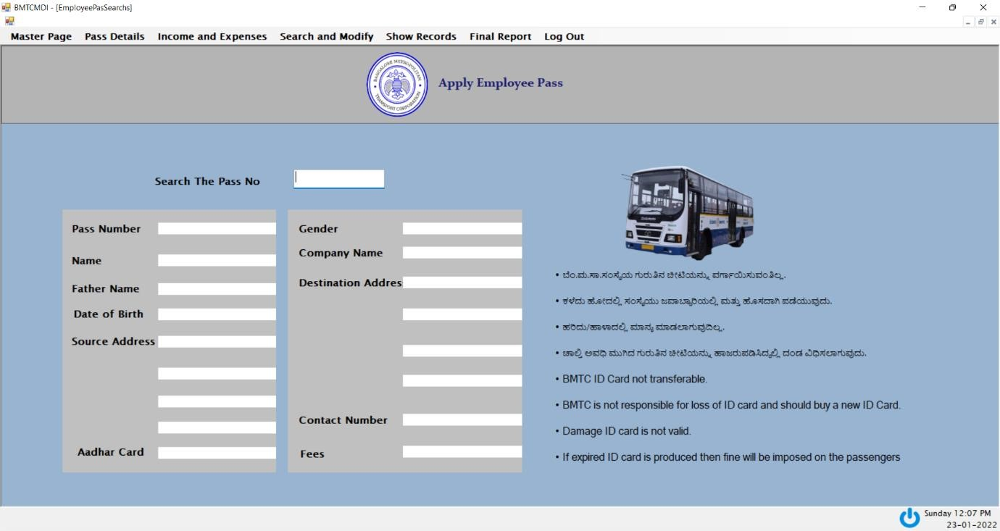 BMTCMDI - [EmployeePasSearchs]
Master Page Pass Details Income and Expenses Search and Modify Show Records Final Report Log Out
BANGALORE METROPOLITAN
TRANSPORT CORPORATION
Apply Employee Pass
Search The Pass No
Pass Number
Name
Father Name
Date of Birth
Source Address
Aadhar Card
Gender
Company Name
Destination Addres
Contact Number
Fees
• ಬೆಂ.ಮ.ಸಾ.ಸಂಸ್ಥೆಯ ಗುರುತಿನ ಚೀಟಿಯನ್ನು ವರ್ಗಾಯಿಸುವಂತಿಲ್ಲ.
• ಕಳೆದು ಹೋದಲ್ಲಿ ಸಂಸ್ಥೆಯು ಜವಾಬ್ದಾರಿಯಲ್ಲಿ ಮತ್ತು ಹೊಸದಾಗಿ ಪಡೆಯುವುದು.
• ಹರಿದು/ಹಾಳಾದಲ್ಲಿ ಮಾನ್ಯ ಮಾಡಲಾಗುವುದಿಲ್ಲ.
• ಚಾಲ್ತಿ ಅವಧಿ ಮುಗಿದ ಗುರುತಿನ ಚೀಟಿಯನ್ನು ಹಾಜರುಪಡಿಸಿದ್ದಲ್ಲಿ ದಂಡ ವಿಧಿಸಲಾಗುವುದು.
• BMTC ID Card not transferable.
• BMTC is not responsible for loss of ID card and should buy a new ID Card.
• Damage ID card is not valid.
• If expired ID card is produced then fine will be imposed on the passengers
Sunday 12:07 PM
23-01-2022